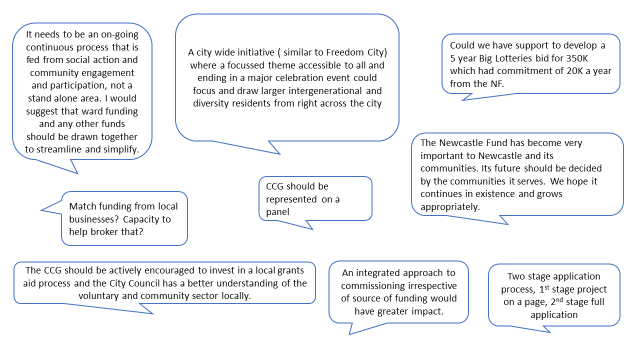 It needs to be an on-going
continuous process that is
fed from social action and
community engagement
and participation, not a
stand alone area. I would
suggest that ward funding
and any other funds
should be drawn together
to streamline and simplify.
A city wide initiative ( similar to Freedom City)
where a focussed theme accessible to all and
ending in a major celebration event could
focus and draw larger intergenerational and
diversity residents from right across the city
Could we have support to develop a
5 year Big Lotteries bid for 350K
which had commitment of 20K a year
from the NF.
The Newcastle Fund has become very
important to Newcastle and its
communities. Its future should be decided
by the communities it serves. We hope it
continues in existence and grows
appropriately.
Match funding from local
businesses? Capacity to
help broker that?
CCG should be
represented on a
panel
The CCG should be actively encouraged to invest in a local grants
aid process and the City Council has a better understanding of the
voluntary and community sector locally.
An integrated approach to
commissioning irrespective
of source of funding would
have greater impact.
Two stage application
process, 1st stage project
on a page, 2nd stage full
application